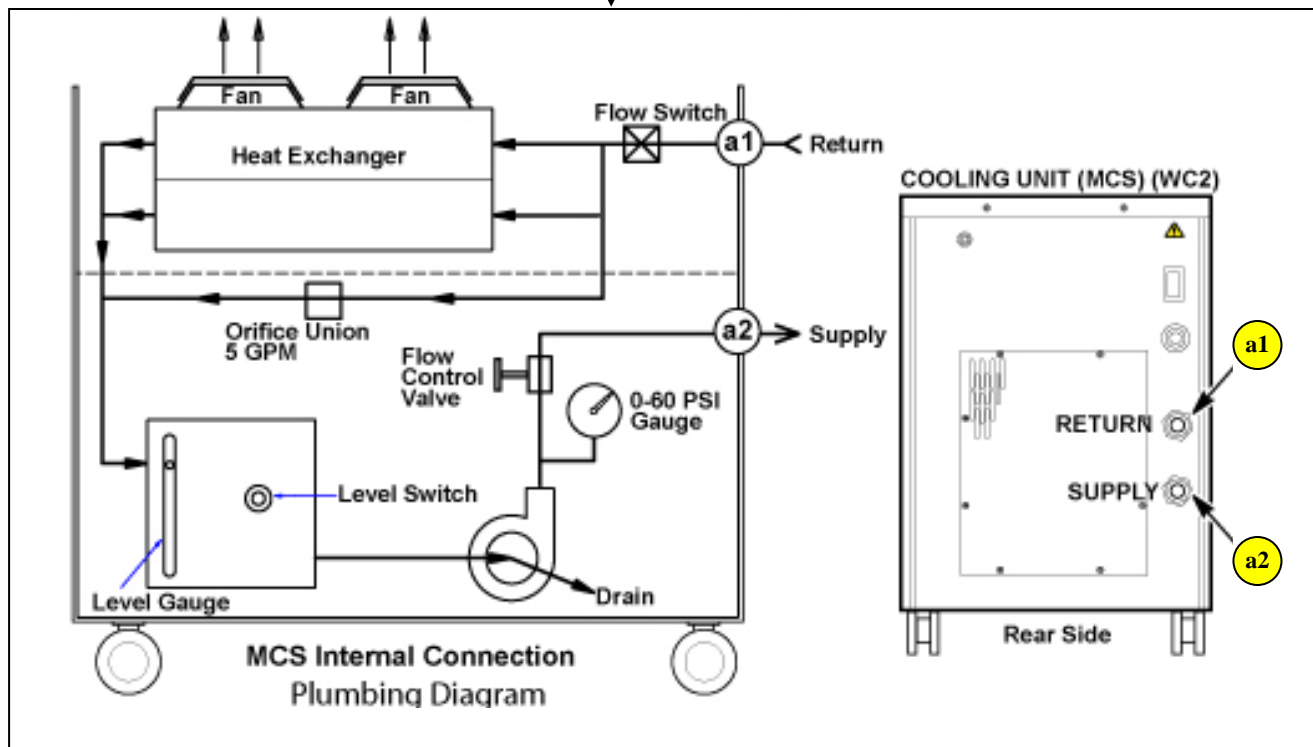 Fan
Fan
Flow Switch
Heat Exchanger
a1
Return
Orifice Union
5 GPM
a2
Supply
Flow
Control
Valve
0-60 PSI
Gauge
Level Switch
Level Gauge
Drain
MCS Internal Connection
Plumbing Diagram
COOLING UNIT (MCS) (WC2)
a1
RETURN
SUPPLY
a2
Rear Side